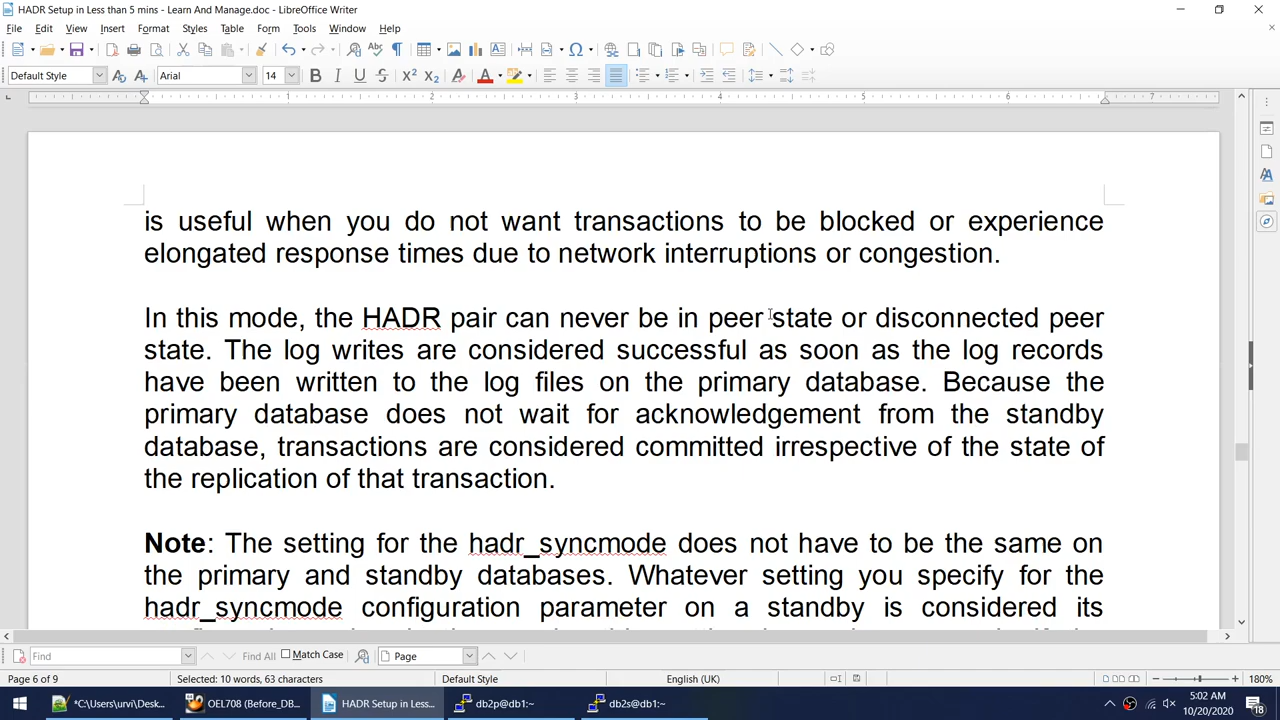 HADR Setup in Less than 5 mins - Learn And Manage.doc - LibreOffice Writer
File Edit View Insert Format Styles Table Form Tools Window Help
Default Style Arial 14
1 2 3 4 5 6 7
is useful when you do not want transactions to be blocked or experience
elongated response times due to network interruptions or congestion.
In this mode, the HADR pair can never be in peer state or disconnected peer
state. The log writes are considered successful as soon as the log records
have been written to the log files on the primary database. Because the
primary database does not wait for acknowledgement from the standby
database, transactions are considered committed irrespective of the state of
the replication of that transaction.
Note: The setting for the hadr_syncmode does not have to be the same on
the primary and standby databases. Whatever setting you specify for the
hadr_syncmode configuration parameter on a standby is considered its
Find Find All Match Case Page
Page 6 of 9 Selected: 10 words, 63 characters Default Style English (UK) 180%
*C:\Users\urvi\Desk... OEL708 (Before_DB... HADR Setup in Less... db2p@db1:~ db2s@db1:~ 5:02 AM
10/20/2020 18